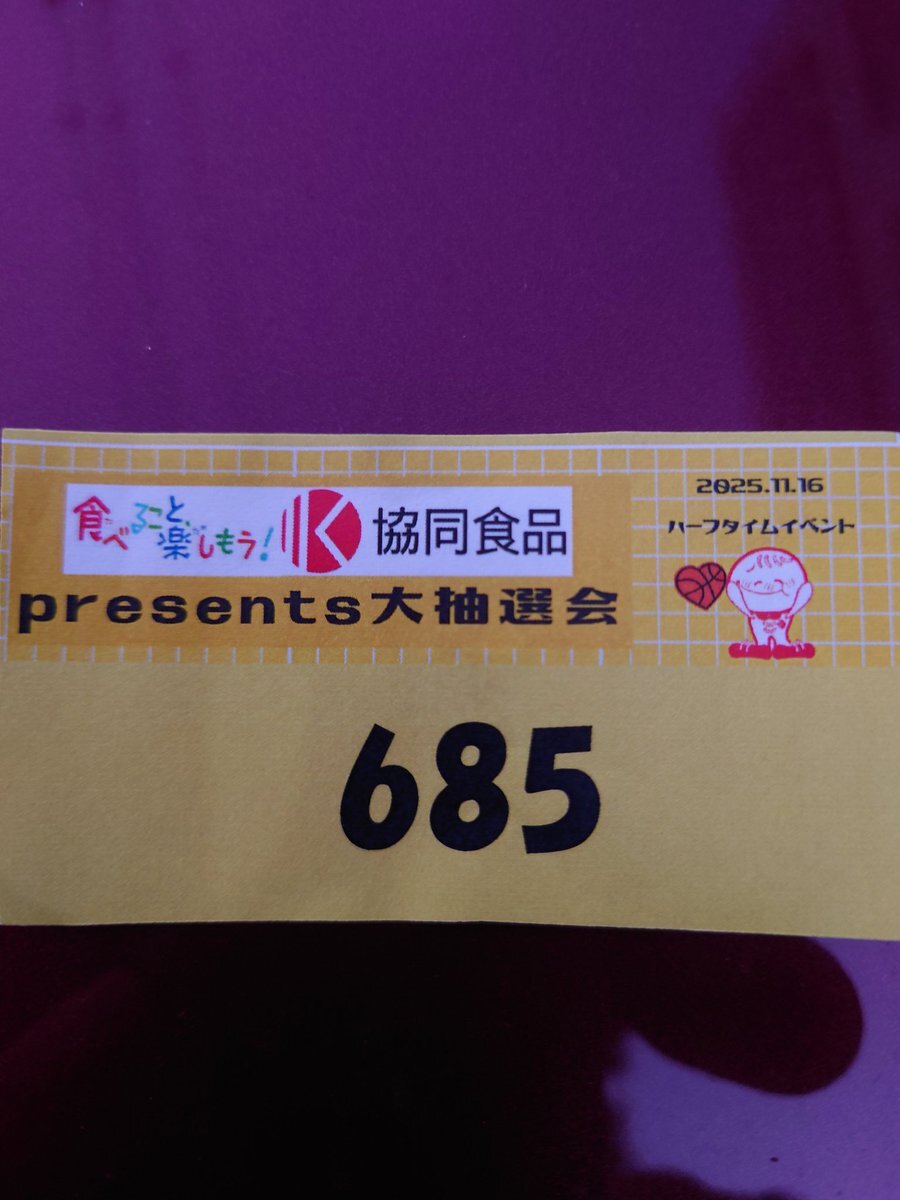 2025.11.16
ハーフタイムイベント
食べること、楽しもう!
K 協同食品
presents大抽選会
685